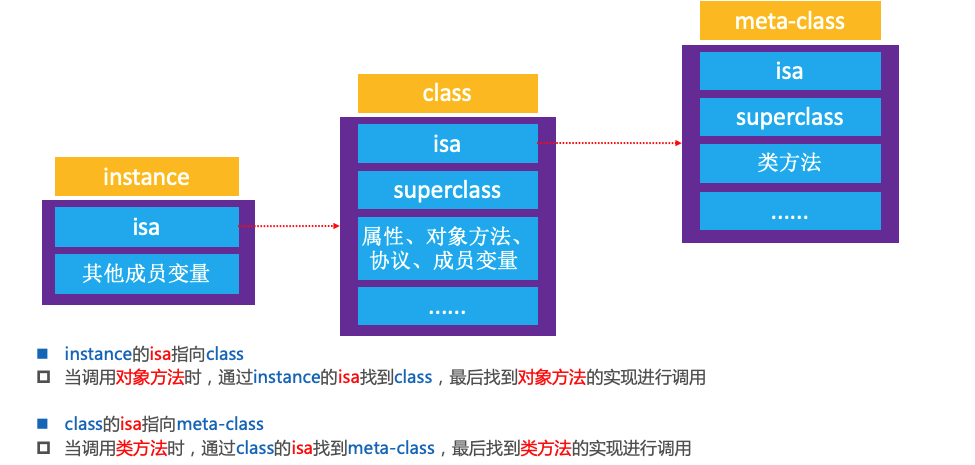 instance
isa
其他成员变量
class
isa
superclass
属性、对象方法、
协议、成员变量
......
meta-class
isa
superclass
类方法
......
instance的isa指向class
当调用对象方法时，通过instance的isa找到class，最后找到对象方法的实现进行调用
class的isa指向meta-class
当调用类方法时，通过class的isa找到meta-class，最后找到类方法的实现进行调用